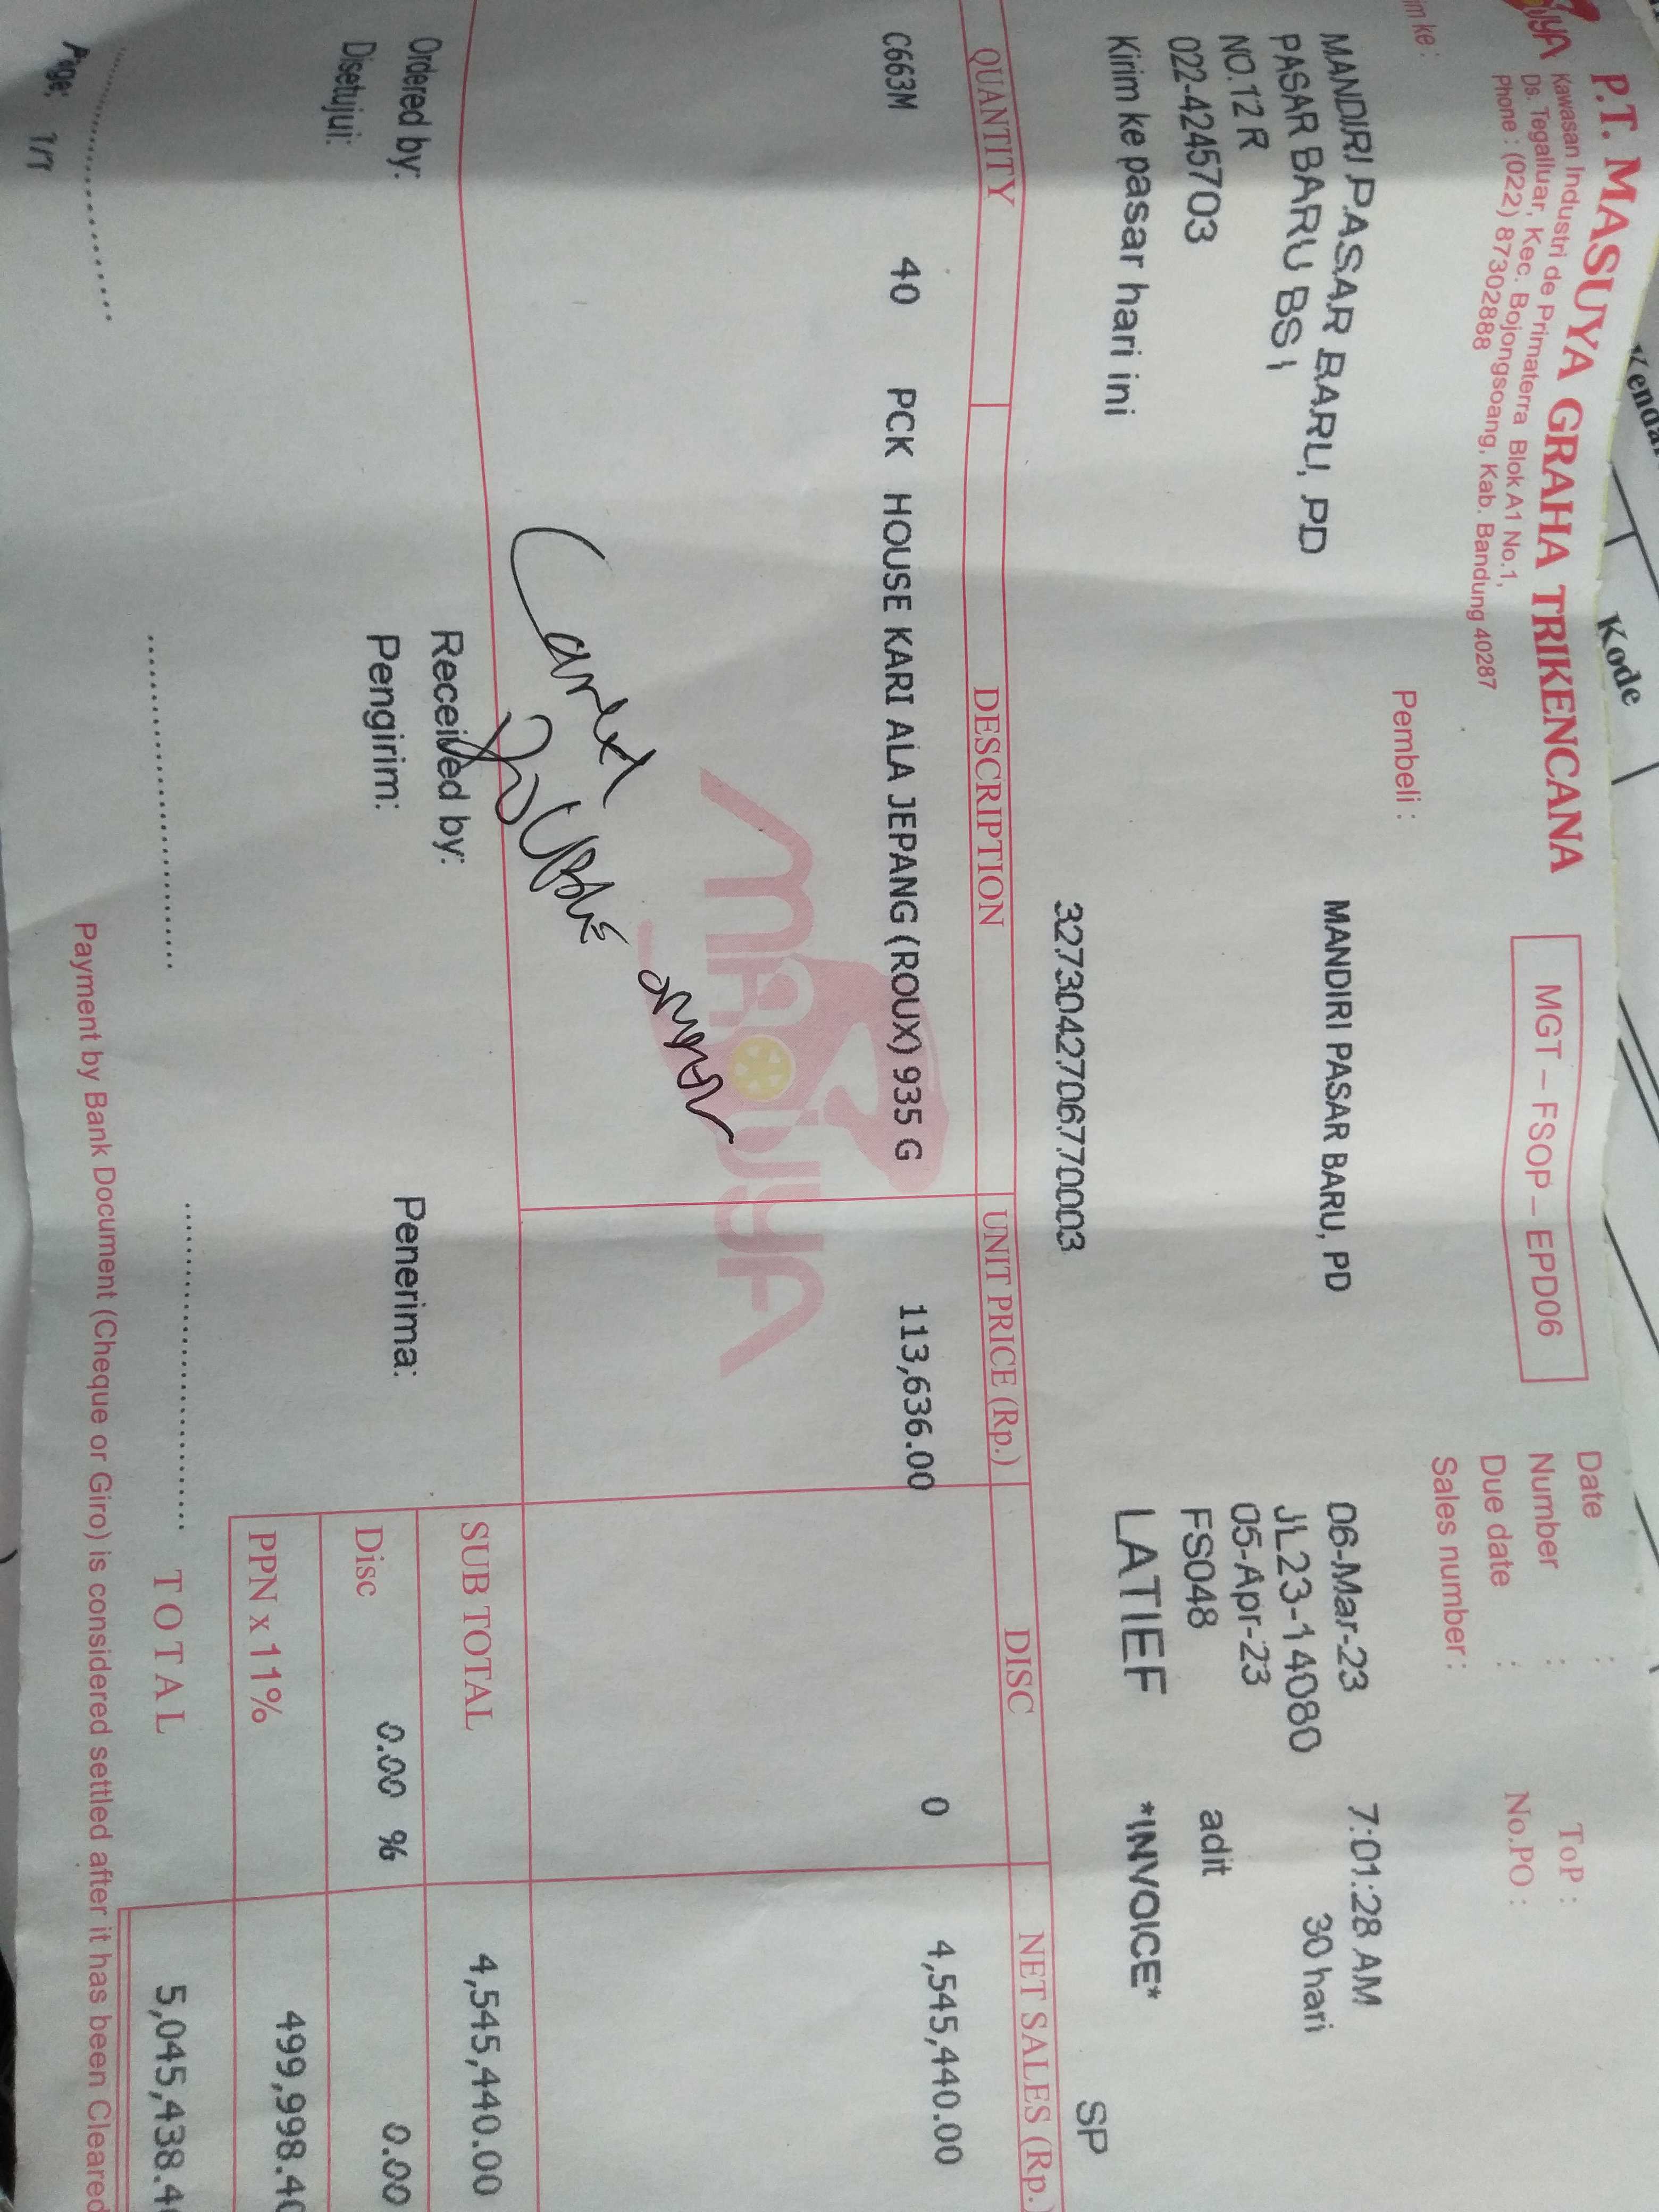 Kenda
Kode
P.T. MASUYA GRAHA TRIKENCANA
Kawasan Industri de Primaterra Blok A1 No.1,
Ds. Tegalluar, Kec. Bojongsoang, Kab. Bandung 40287
Phone : (022) 87302888
MGT – FSOP – EPD06
Date :
Number :
Due date :
Sales number :
ToP :
No.PO :
im ke :
Pembeli :
MANDIRI PASAR BARU, PD
PASAR BARU BS 1
NO.12 R
022-4245703
Kirim ke pasar hari ini
MANDIRI PASAR BARU, PD
327304270677 0003
06-Mar-23 7:01:28 AM
JL23-14080 30 hari
05-Apr-23
FS048 adit
LATIEF *INVOICE* SP
QUANTITY DESCRIPTION UNIT PRICE (Rp.) DISC NET SALES (Rp.)
C663M 40 PCK HOUSE KARI ALA JEPANG (ROUX) 935 G 113,636.00 0 4,545,440.00
MASUYA
SUB TOTAL 4,545,440.00
Disc 0.00 % 0.00
PPN x 11% 499,998.40
TOTAL 5,045,438.4
Ordered by:
Disetujui:
Received by:
Pengirim:
Penerima:
Payment by Bank Document (Cheque or Giro) is considered settled after it has been Cleared
Page: 1/1